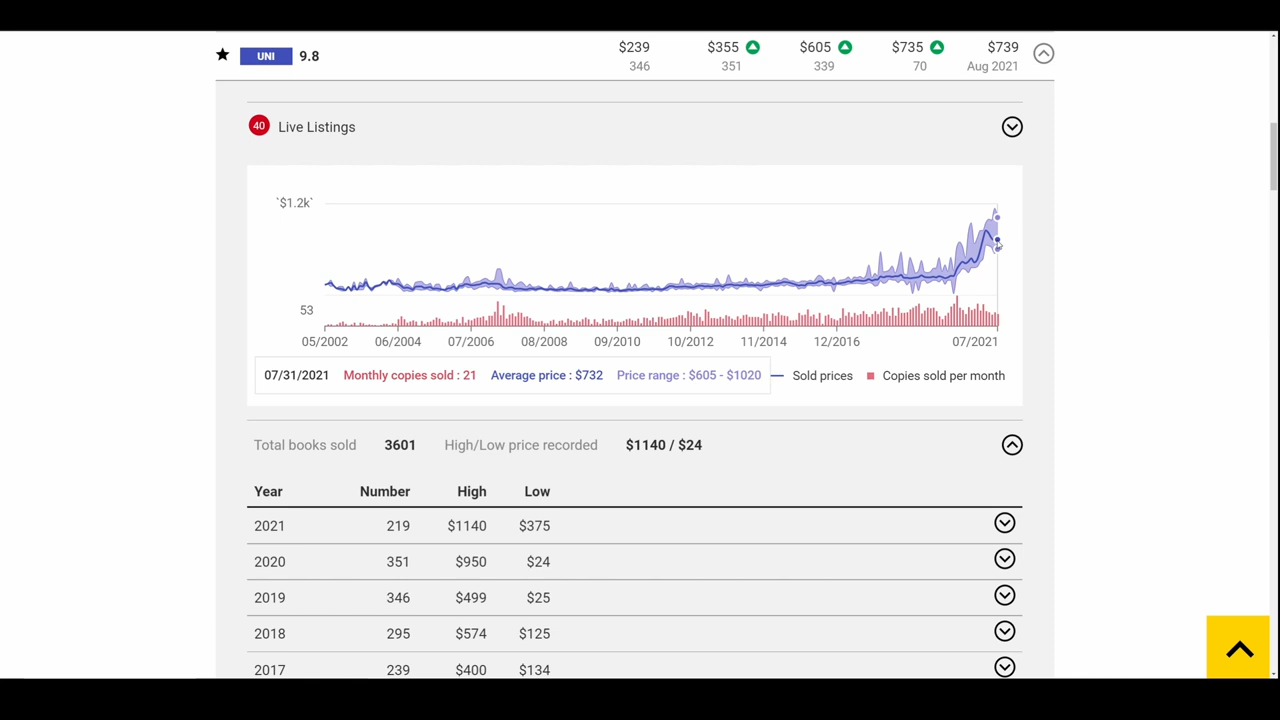 $239 $355 $605 $735 $739
UNI 9.8
346 351 339 70 Aug 2021
40 Live Listings
`$1.2k`
53
05/2002 06/2004 07/2006 08/2008 09/2010 10/2012 11/2014 12/2016 07/2021
07/31/2021 Monthly copies sold : 21 Average price : $732 Price range : $605 - $1020 Sold prices Copies sold per month
Total books sold 3601 High/Low price recorded $1140 / $24
Year Number High Low
2021 219 $1140 $375
2020 351 $950 $24
2019 346 $499 $25
2018 295 $574 $125
2017 239 $400 $134